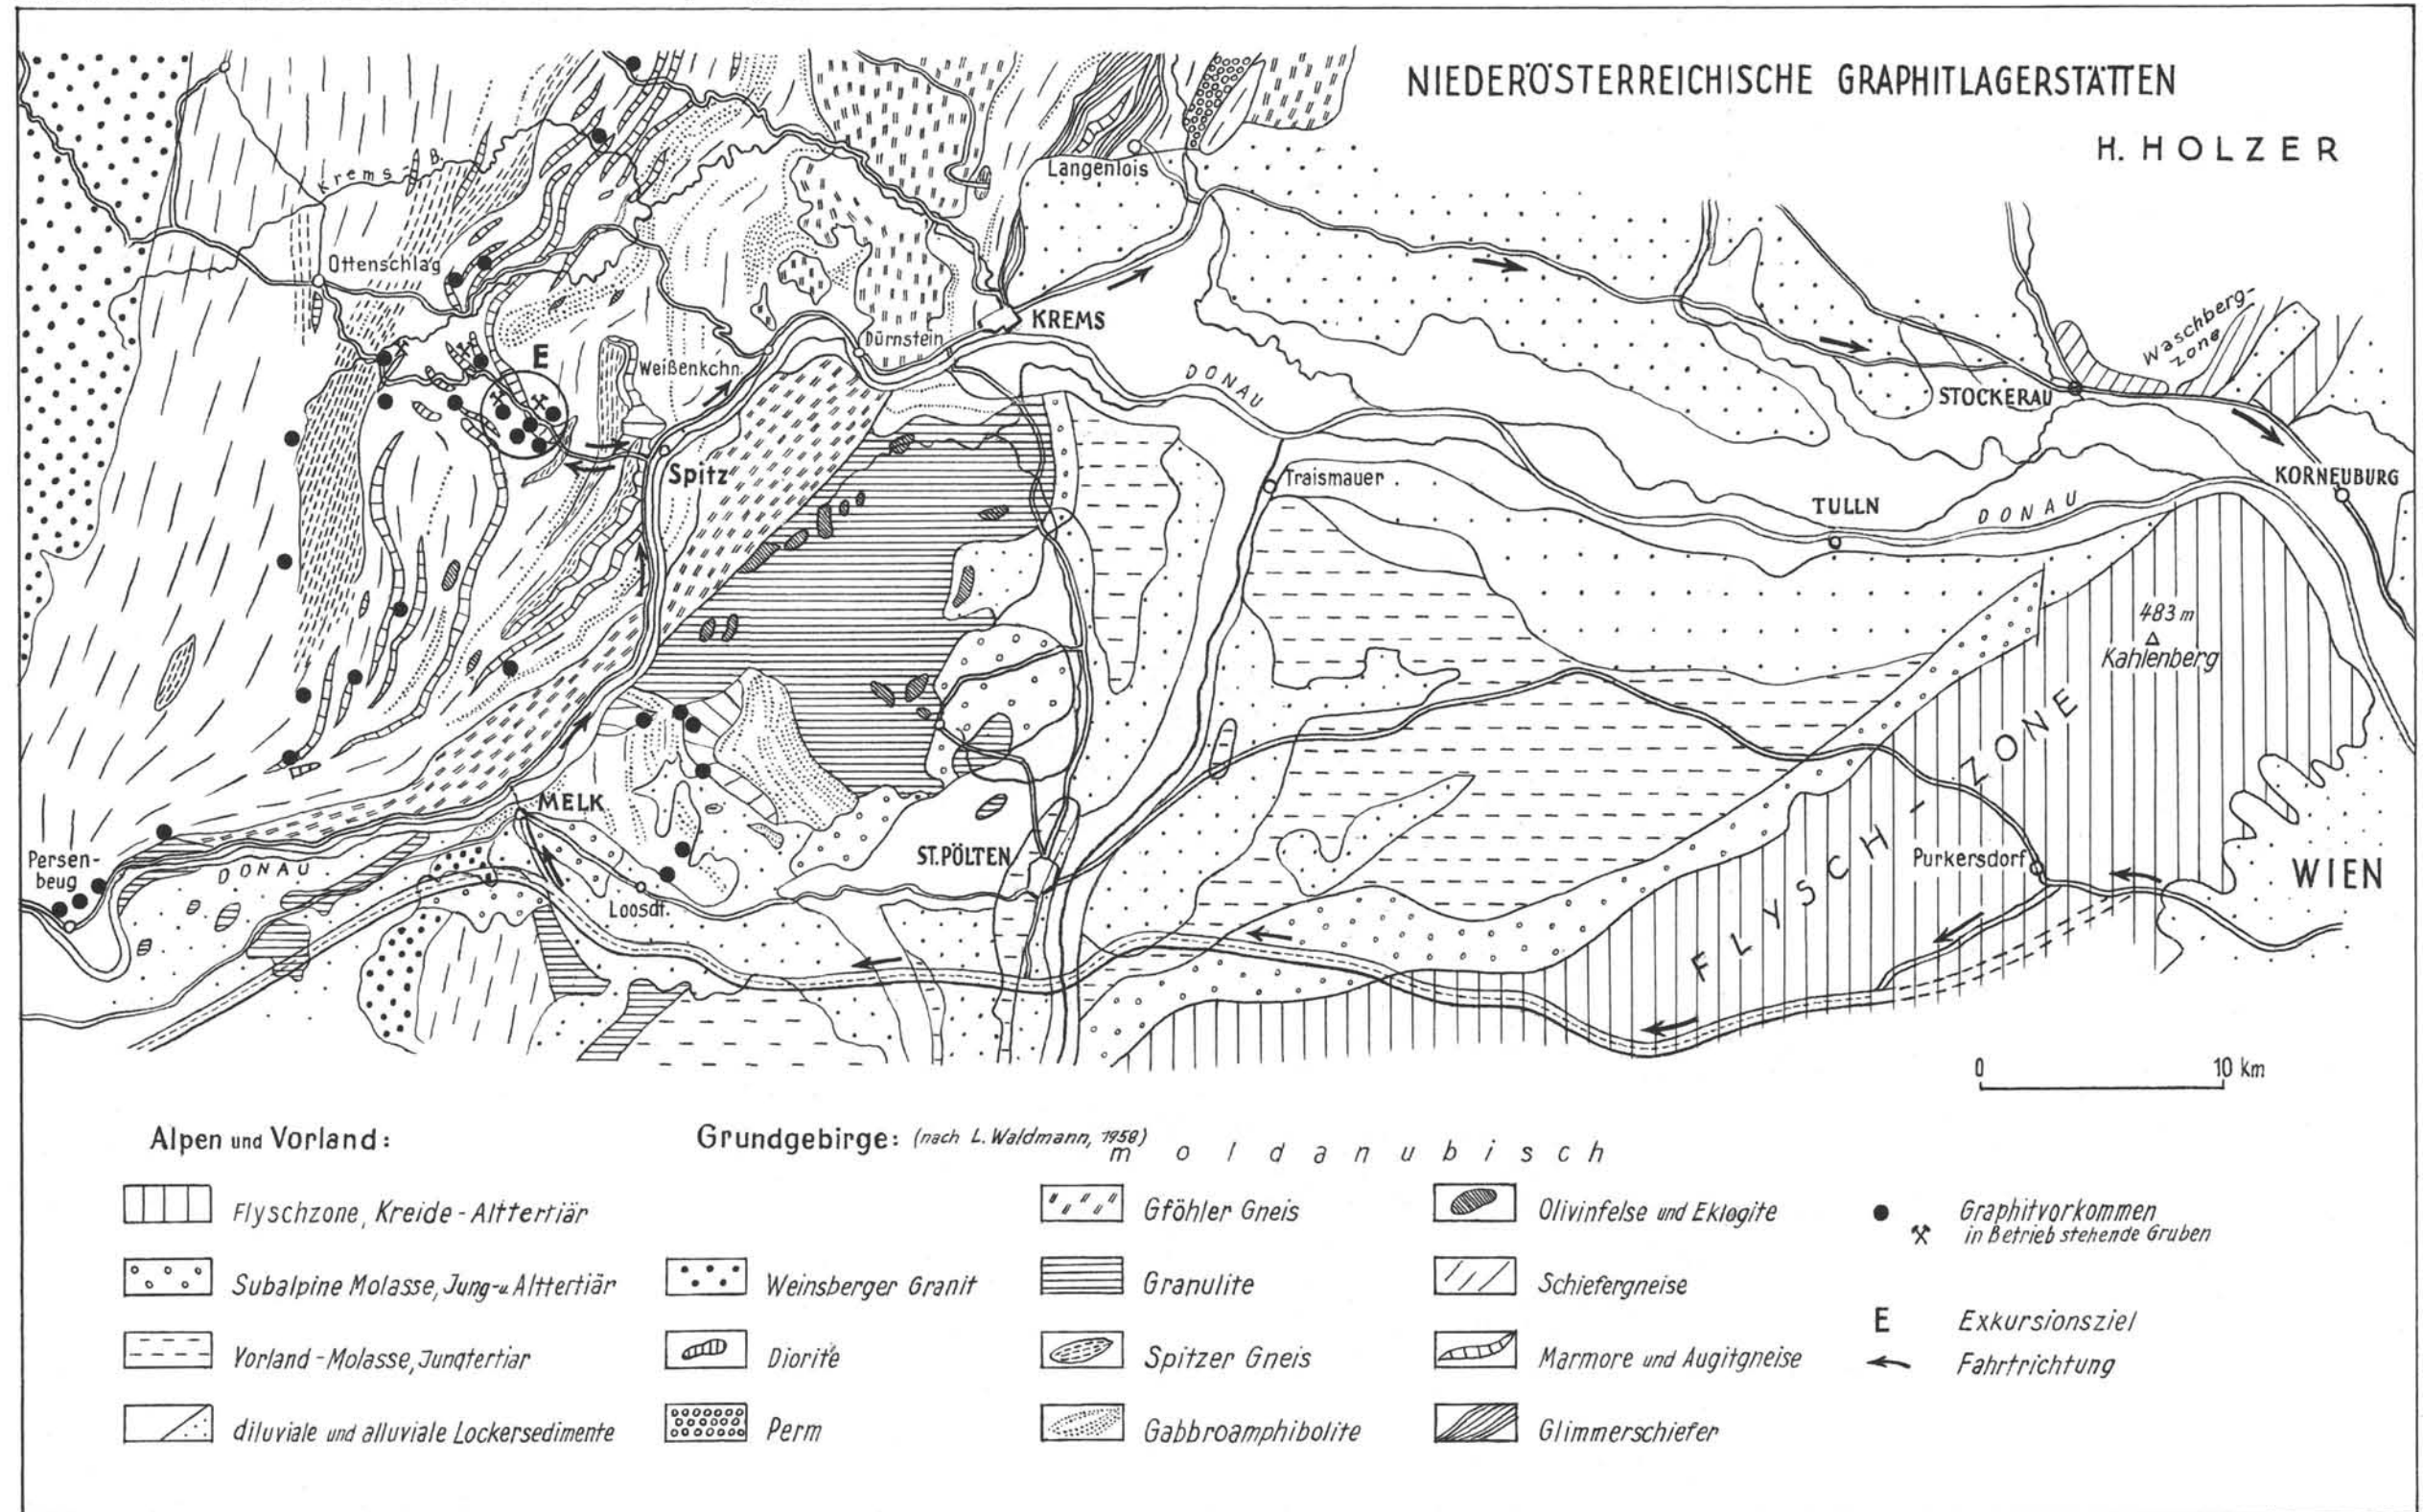 NIEDERÖSTERREICHISCHE GRAPHITLAGERSTÄTTEN
H. HOLZER
Langenlois
Krems-B.
Ottenschlag
KREMS
Dürnstein
Waschberg-
zone
E
Weißenkchn.
DONAU
STOCKERAU
Spitz
Traismauer
TULLN
DONAU
KORNEUBURG
483 m
Kahlenberg
MELK
FLYSCH-ZONE
Persen-
beug
DONAU
ST. PÖLTEN
Purkersdorf
WIEN
Loosdf.
0 10 km
Alpen und Vorland:
Flyschzone, Kreide-Alttertiär
Subalpine Molasse, Jung-u. Alttertiär
Vorland-Molasse, Jungtertiar
diluviale und alluviale Lockersedimente
Grundgebirge: (nach L. Waldmann, 1958)
moldanubisch
Weinsberger Granit
Diorite
Perm
Gföhler Gneis
Granulite
Spitzer Gneis
Gabbroamphibolite
Olivinfelse und Eklogite
Schiefergneise
Marmore und Augitgneise
Glimmerschiefer
Graphitvorkommen
in Betrieb stehende Gruben
E Exkursionsziel
Fahrtrichtung